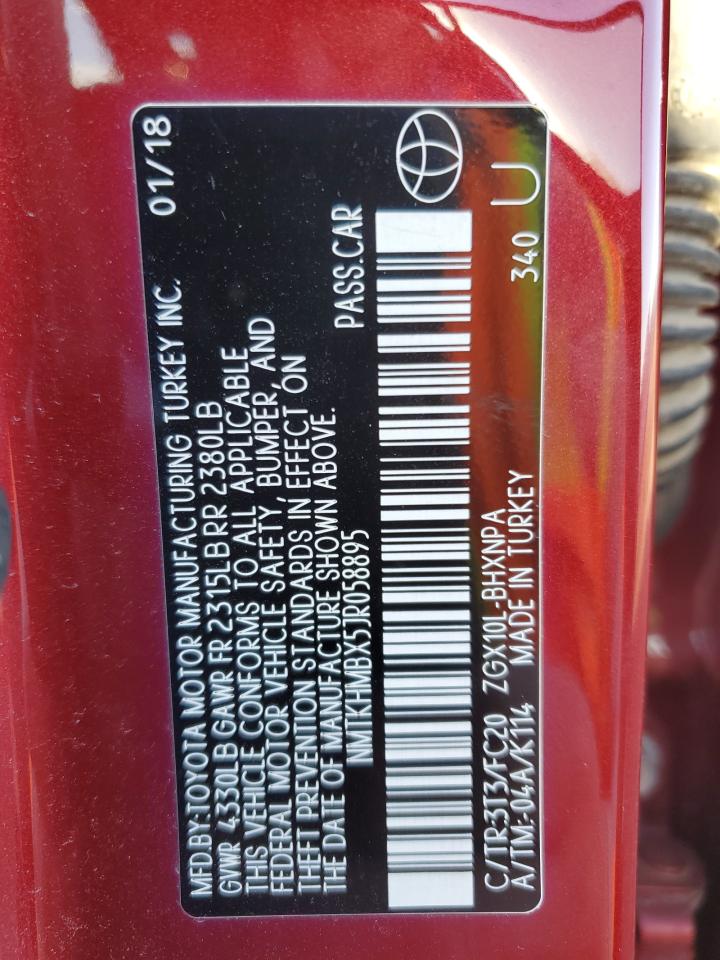 MFD.BY:TOYOTA MOTOR MANUFACTURING TURKEY INC. 01/18
GVWR 4330LB GAWR FR 2315LB RR 2380LB
THIS VEHICLE CONFORMS TO ALL APPLICABLE
FEDERAL MOTOR VEHICLE SAFETY, BUMPER, AND
THEFT PREVENTION STANDARDS IN EFFECT ON
THE DATE OF MANUFACTURE SHOWN ABOVE.
NMTKHMBX5JR058895 PASS.CAR
C/TR:3T3/FC20 ZGX10L-BHXNPA
A/TM:-04A/K114 MADE IN TURKEY 340 U